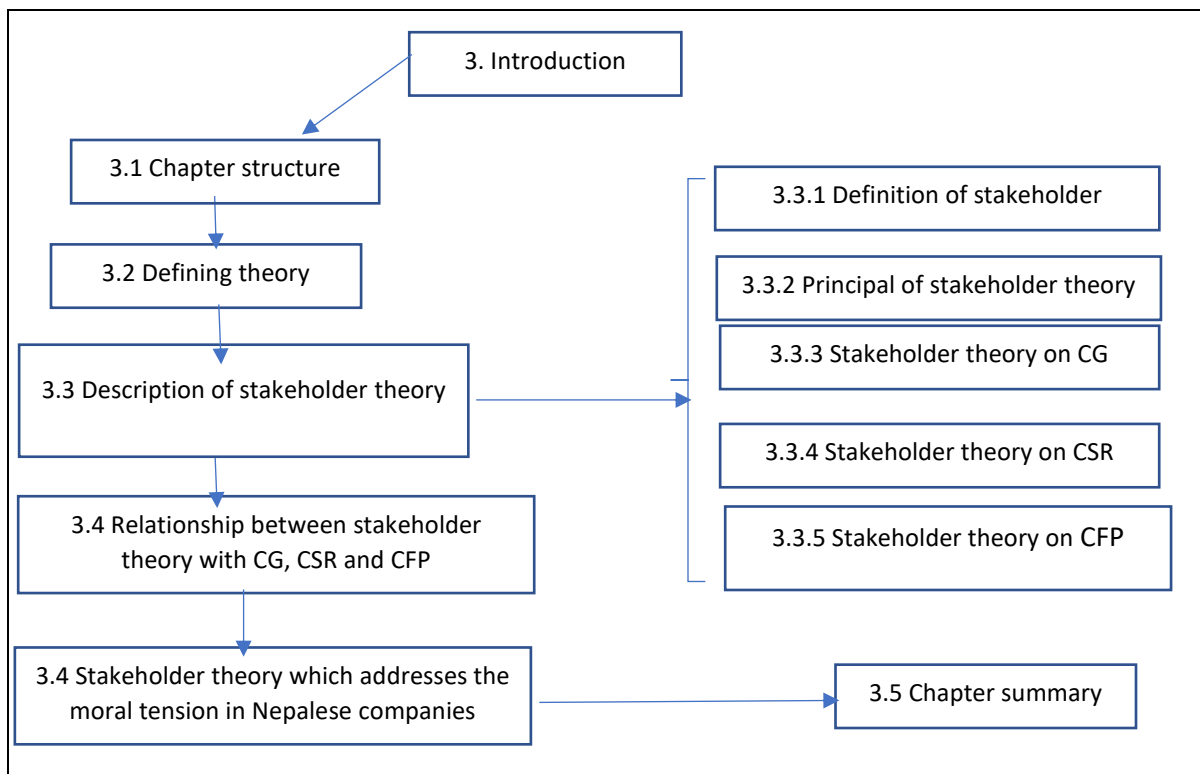 3. Introduction
3.1 Chapter structure
3.2 Defining theory
3.3 Description of stakeholder theory
3.3.1 Definition of stakeholder
3.3.2 Principal of stakeholder theory
3.3.3 Stakeholder theory on CG
3.3.4 Stakeholder theory on CSR
3.3.5 Stakeholder theory on CFP
3.4 Relationship between stakeholder
theory with CG, CSR and CFP
3.4 Stakeholder theory which addresses the
moral tension in Nepalese companies
3.5 Chapter summary